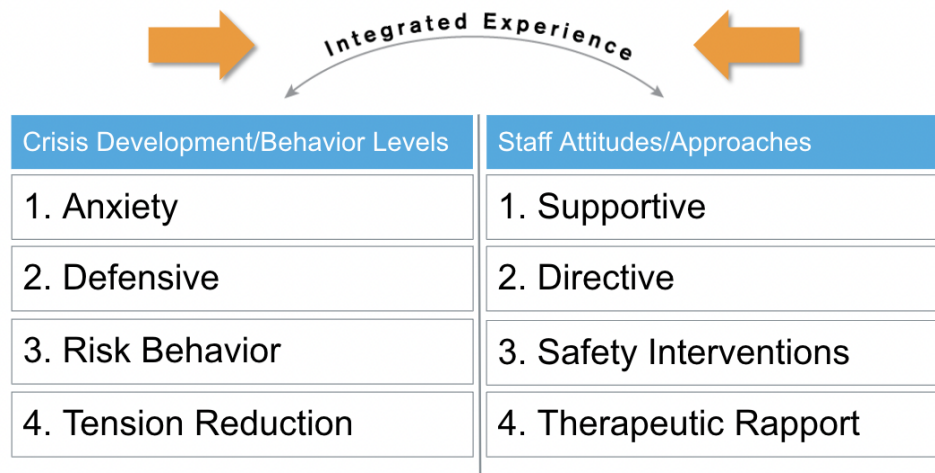 Integrated Experience
Crisis Development/Behavior Levels
Staff Attitudes/Approaches
1. Anxiety
1. Supportive
2. Defensive
2. Directive
3. Risk Behavior
3. Safety Interventions
4. Tension Reduction
4. Therapeutic Rapport